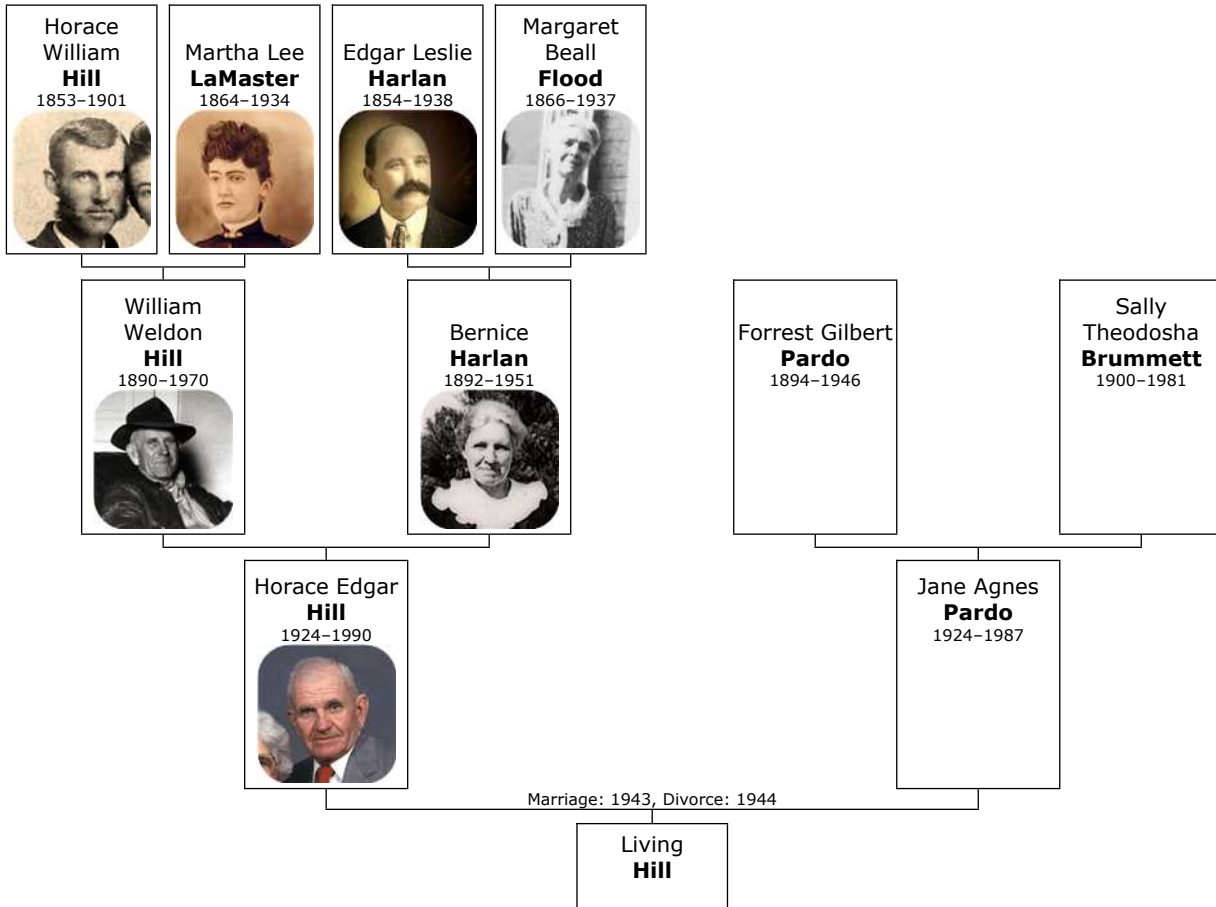 Horace
William
Hill
1853–1901
Martha Lee
LaMaster
1864–1934
Edgar Leslie
Harlan
1854–1938
Margaret
Beall
Flood
1866–1937
William
Weldon
Hill
1890–1970
Bernice
Harlan
1892–1951
Forrest Gilbert
Pardo
1894–1946
Sally
Theodosha
Brummett
1900–1981
Horace Edgar
Hill
1924–1990
Jane Agnes
Pardo
1924–1987
Marriage: 1943, Divorce: 1944
Living
Hill